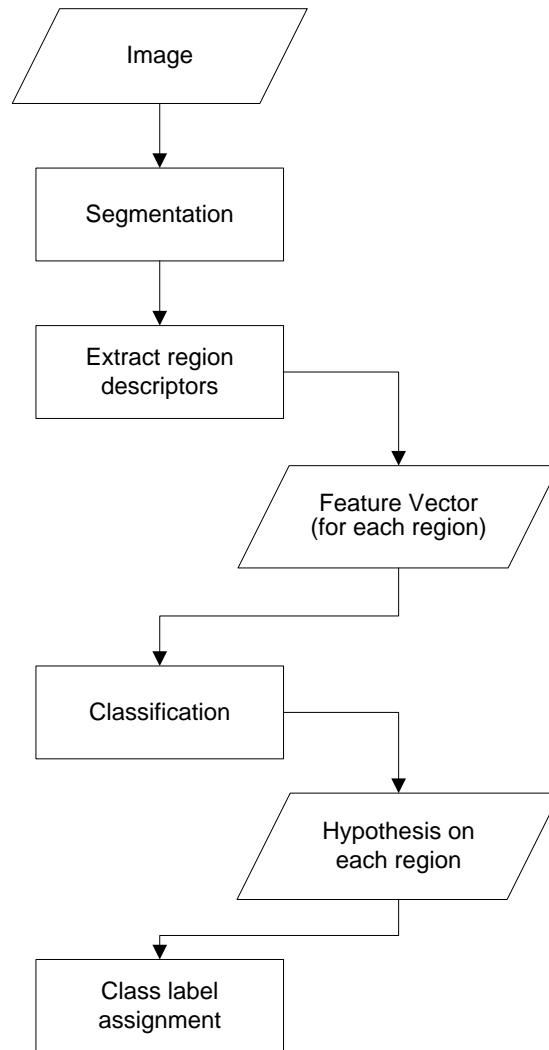 Image
Segmentation
Extract region
descriptors
Feature Vector
(for each region)
Classification
Hypothesis on
each region
Class label
assignment